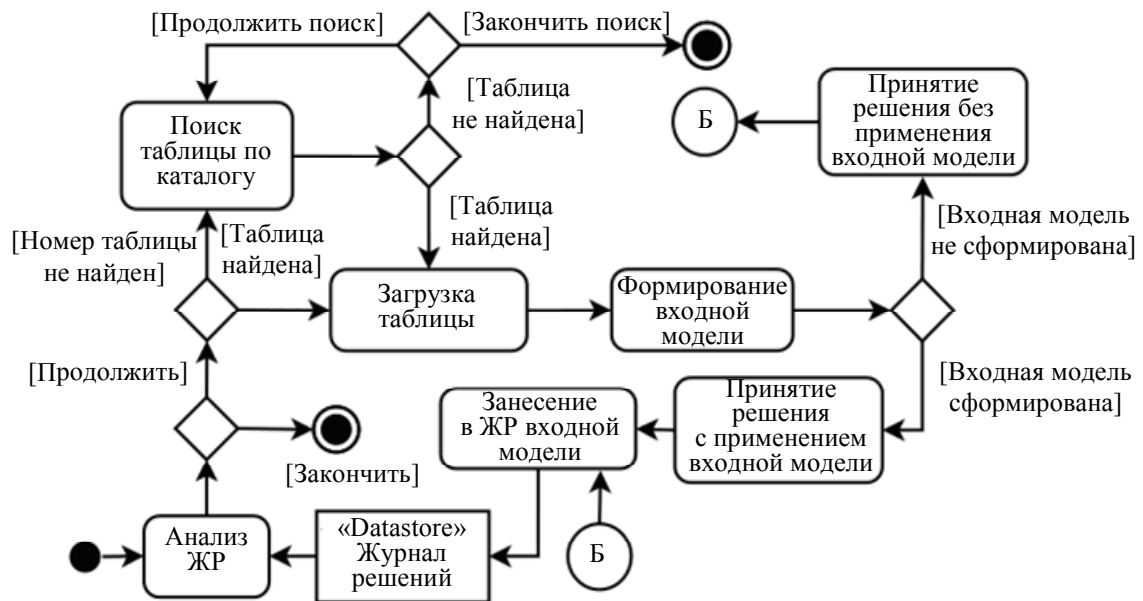 [Продолжить поиск]
[Закончить поиск]
[Таблица
не найдена]
Принятие
решения без
применения
входной модели
Б
Поиск
таблицы по
каталогу
[Номер таблицы
не найден]
[Таблица
найдена]
[Таблица
найдена]
[Входная модель
не сформирована]
Загрузка
таблицы
Формирование
входной
модели
[Продолжить]
[Входная модель
сформирована]
Занесение
в ЖР входной
модели
Принятие
решения
с применением
входной модели
[Закончить]
Анализ
ЖР
«Datastore»
Журнал
решений
Б